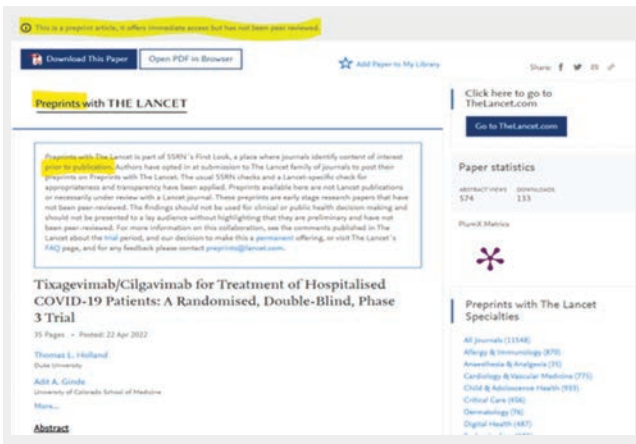 This is a preprint article, it offers immediate access but has not been peer reviewed.
Download This Paper
Open PDF in Browser
Add Paper to My Library
Share:
Preprints with THE LANCET
Preprints with The Lancet is part of SSRN´s First Look, a place where journals identify content of interest
prior to publication. Authors have opted in at submission to The Lancet family of journals to post their
preprints on Preprints with The Lancet. The usual SSRN checks and a Lancet-specific check for
appropriateness and transparency have been applied. Preprints available here are not Lancet publications
or necessarily under review with a Lancet journal. These preprints are early stage research papers that have
not been peer-reviewed. The findings should not be used for clinical or public health decision making and
should not be presented to a lay audience without highlighting that they are preliminary and have not
been peer-reviewed. For more information on this collaboration, see the comments published in The
Lancet about the trial period, and our decision to make this a permanent offering, or visit The Lancet´s
FAQ page, and for any feedback please contact preprints@lancet.com.
Tixagevimab/Cilgavimab for Treatment of Hospitalised
COVID-19 Patients: A Randomised, Double-Blind, Phase
3 Trial
35 Pages • Posted: 22 Apr 2022
Thomas L. Holland
Duke University
Adit A. Ginde
University of Colorado School of Medicine
More...
Abstract
Click here to go to
TheLancet.com
Go to TheLancet.com
Paper statistics
ABSTRACT VIEWS DOWNLOADS
574 133
PlumX Metrics
Preprints with The Lancet
Specialties
All Journals (11548)
Allergy & Immunology (870)
Anaesthesia & Analgesia (35)
Cardiology & Vascular Medicine (775)
Child & Adolescence Health (933)
Critical Care (456)
Dermatology (76)
Digital Health (487)